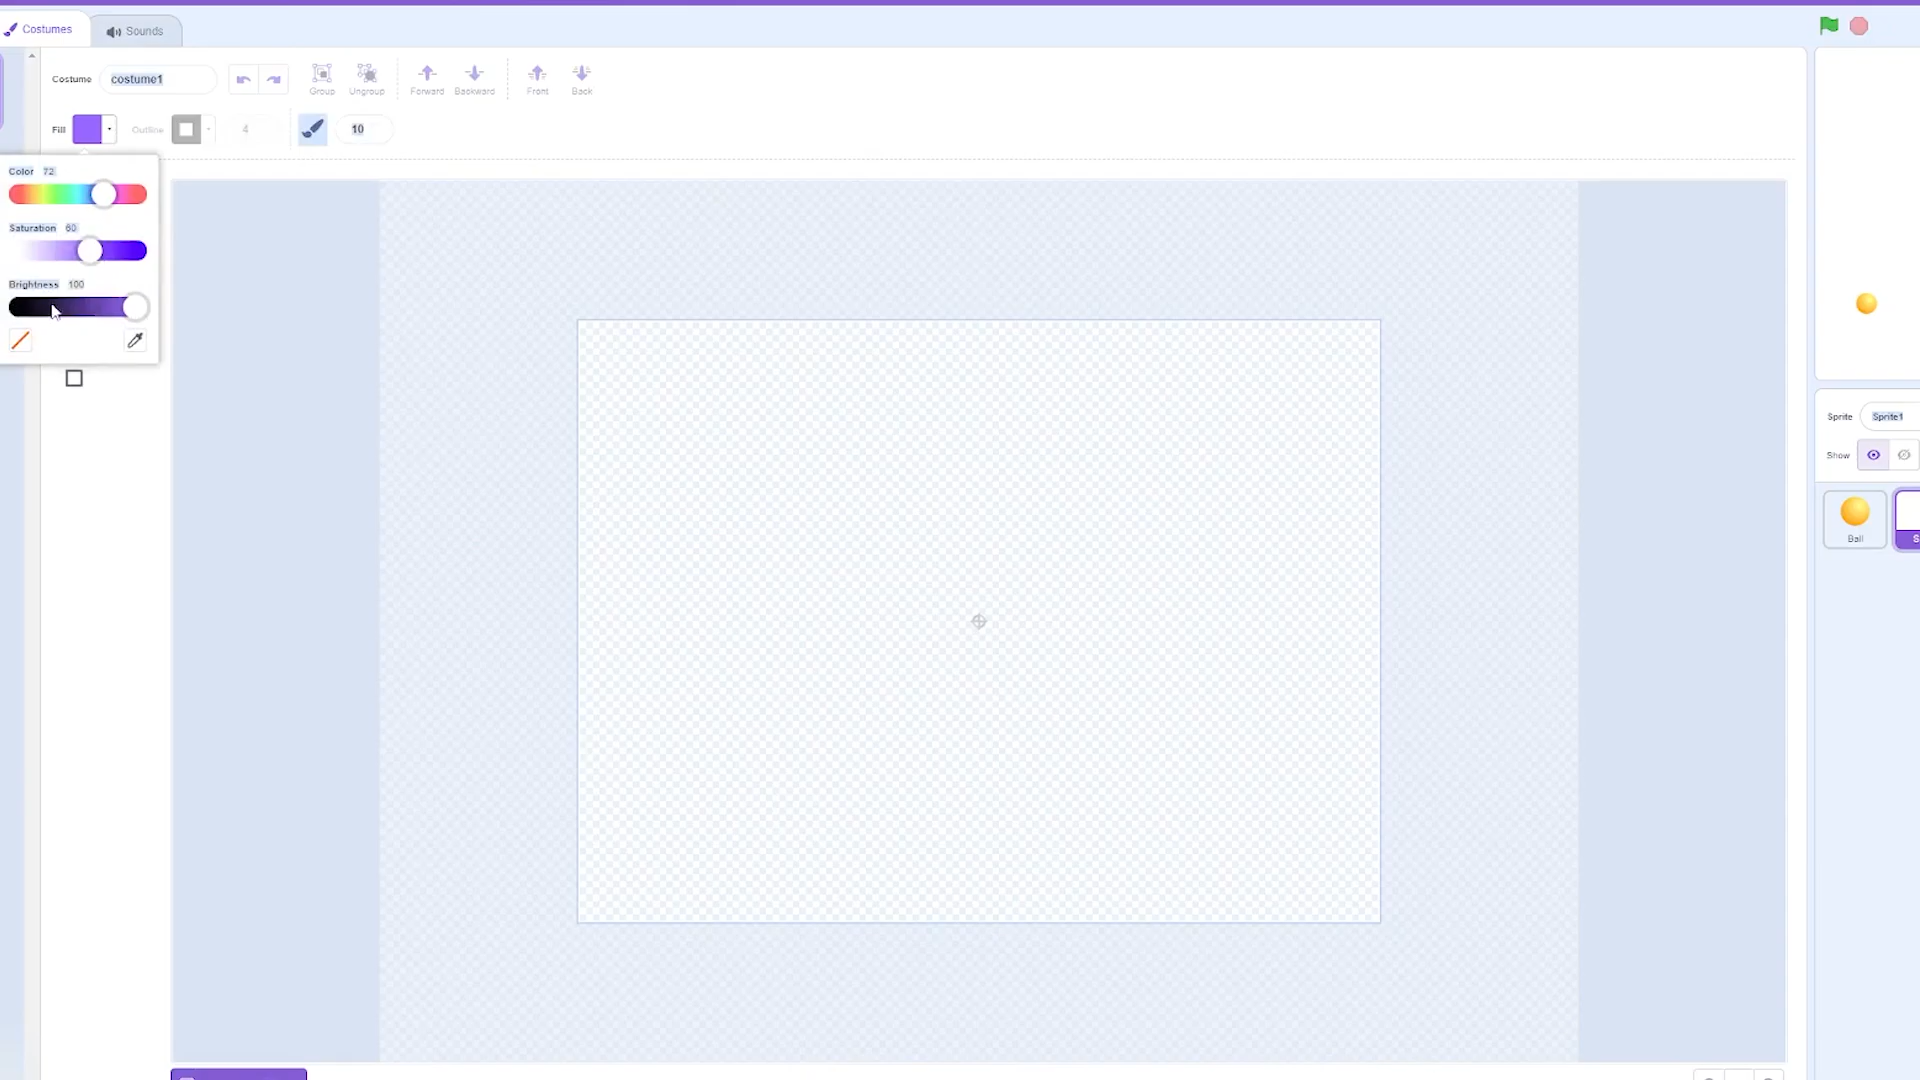 Costumes
Sounds
Costume
costume1
Group
Ungroup
Forward
Backward
Front
Back
Fill
Outline
4
10
Color 72
Saturation 60
Brightness 100
Sprite
Sprite1
Show
Ball
S